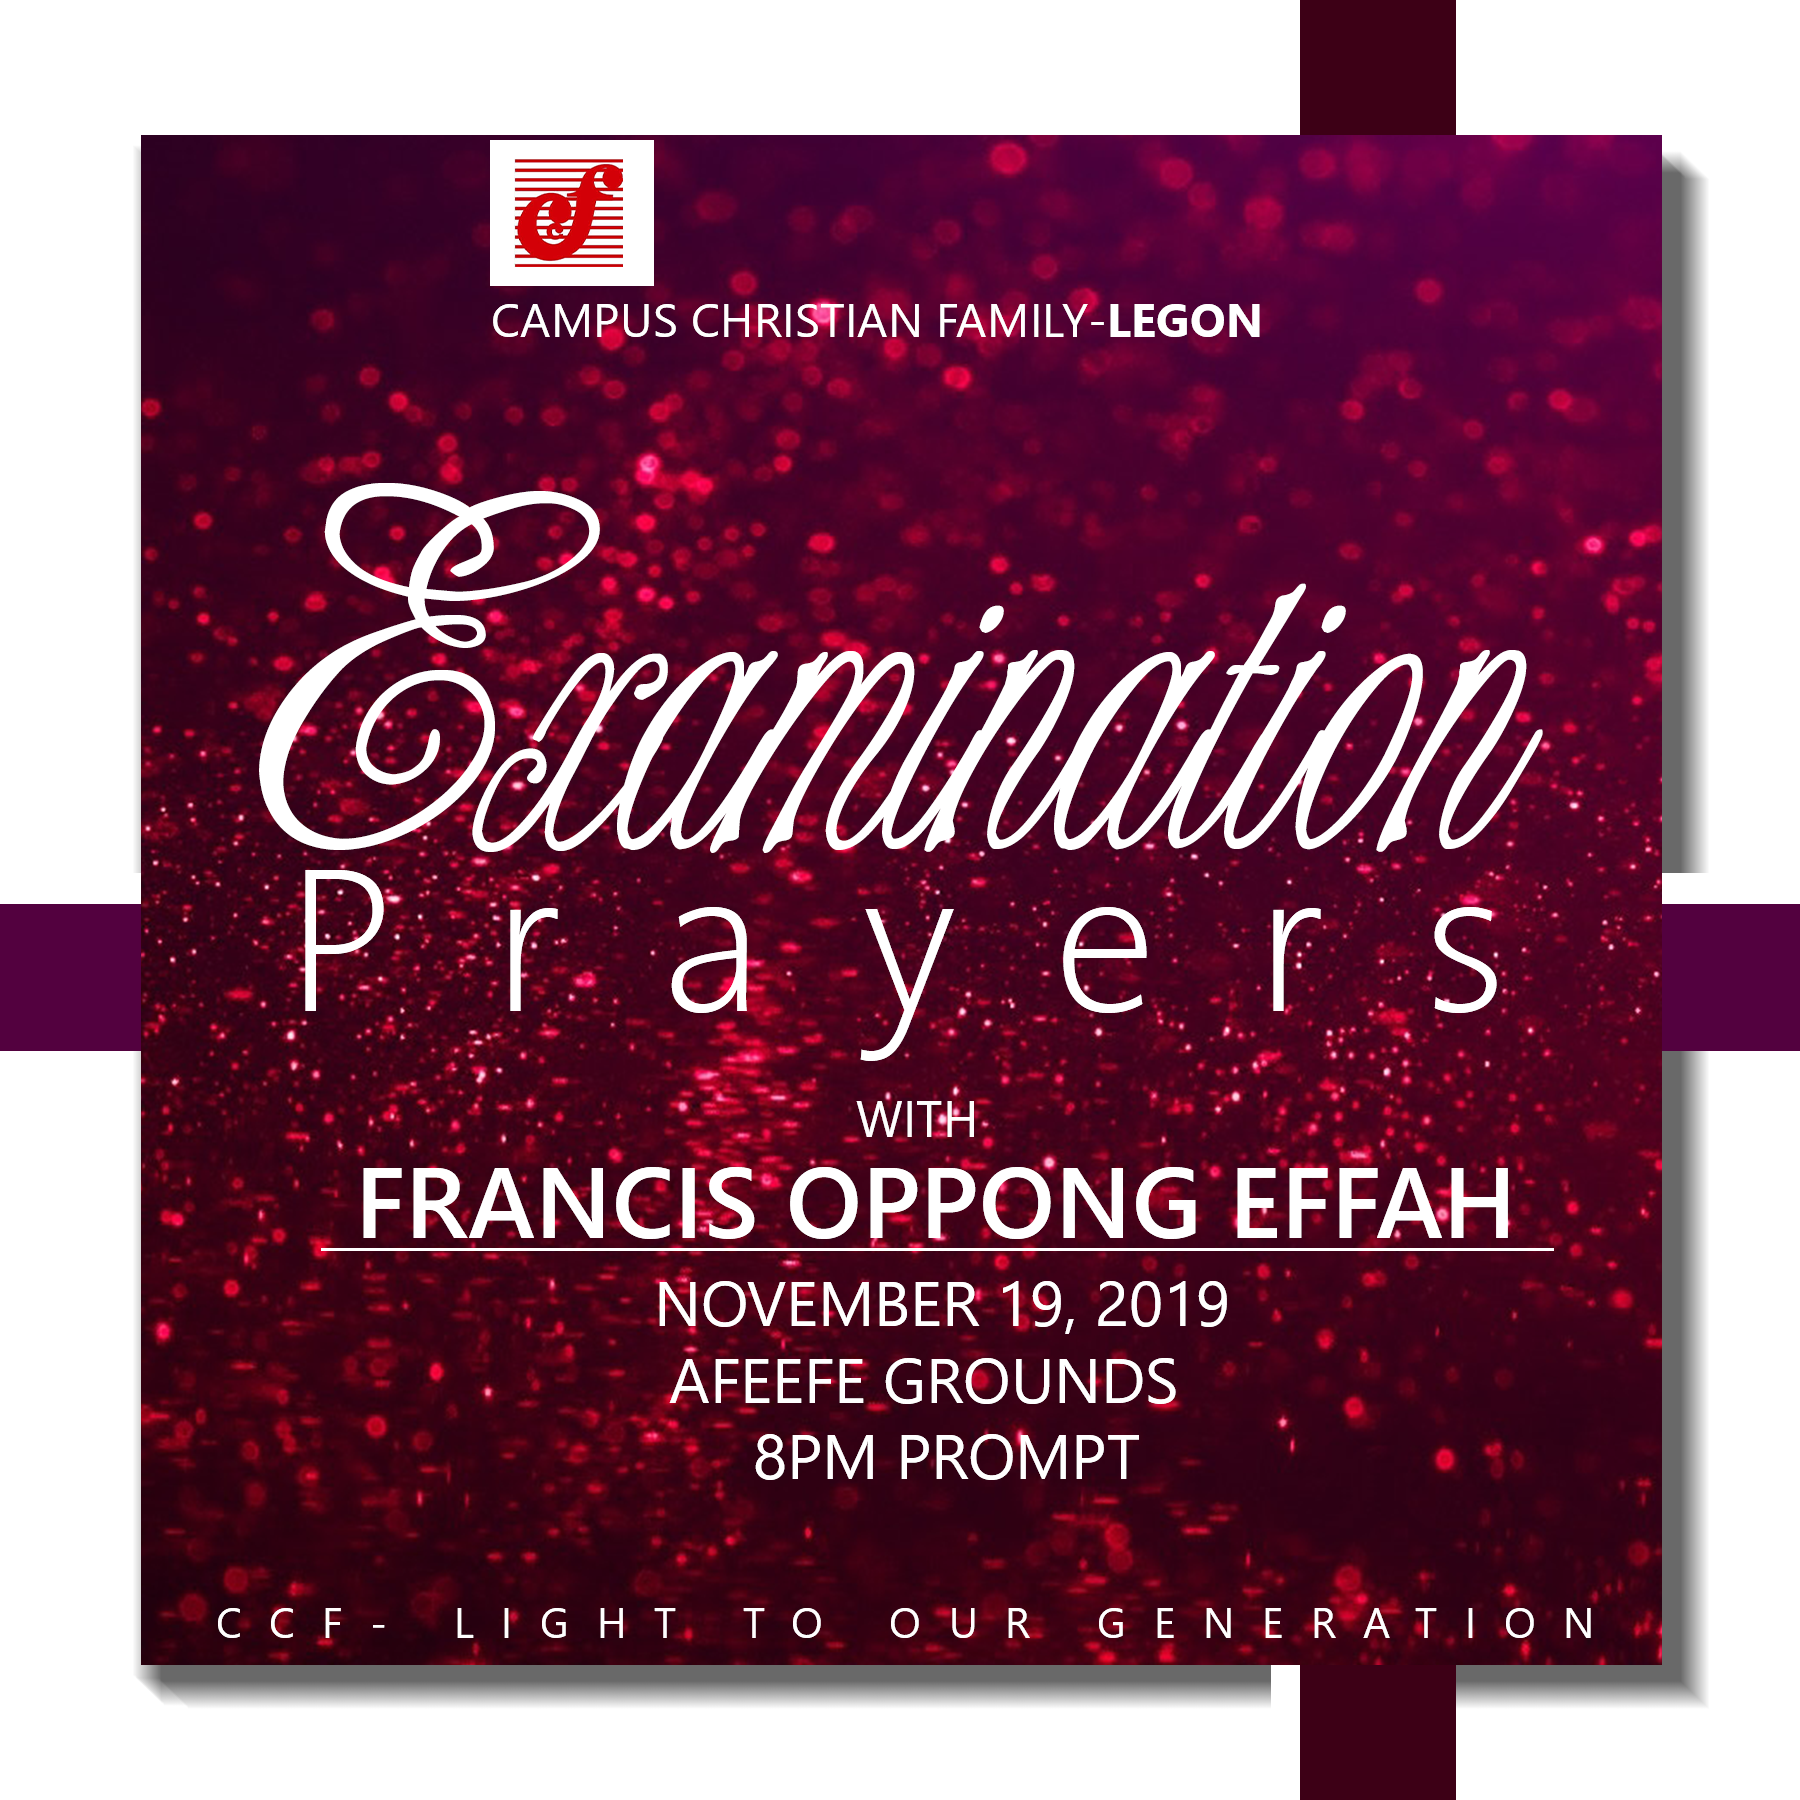 cf
CAMPUS CHRISTIAN FAMILY-LEGON
Examination
Prayers
WITH
FRANCIS OPPONG EFFAH
NOVEMBER 19, 2019
AFEEFE GROUNDS
8PM PROMPT
CCF- LIGHT TO OUR GENERATION